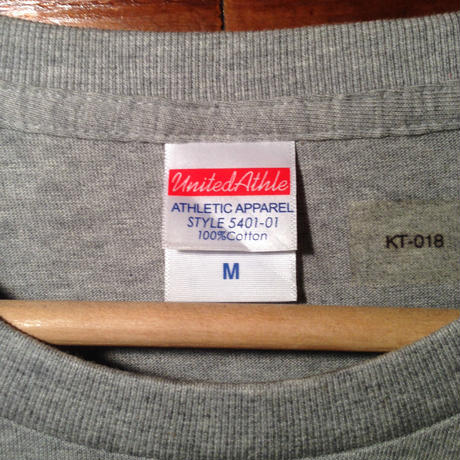 UnitedAthle
ATHLETIC APPAREL
STYLE 5401-01
100%Cotton
M
KT-018